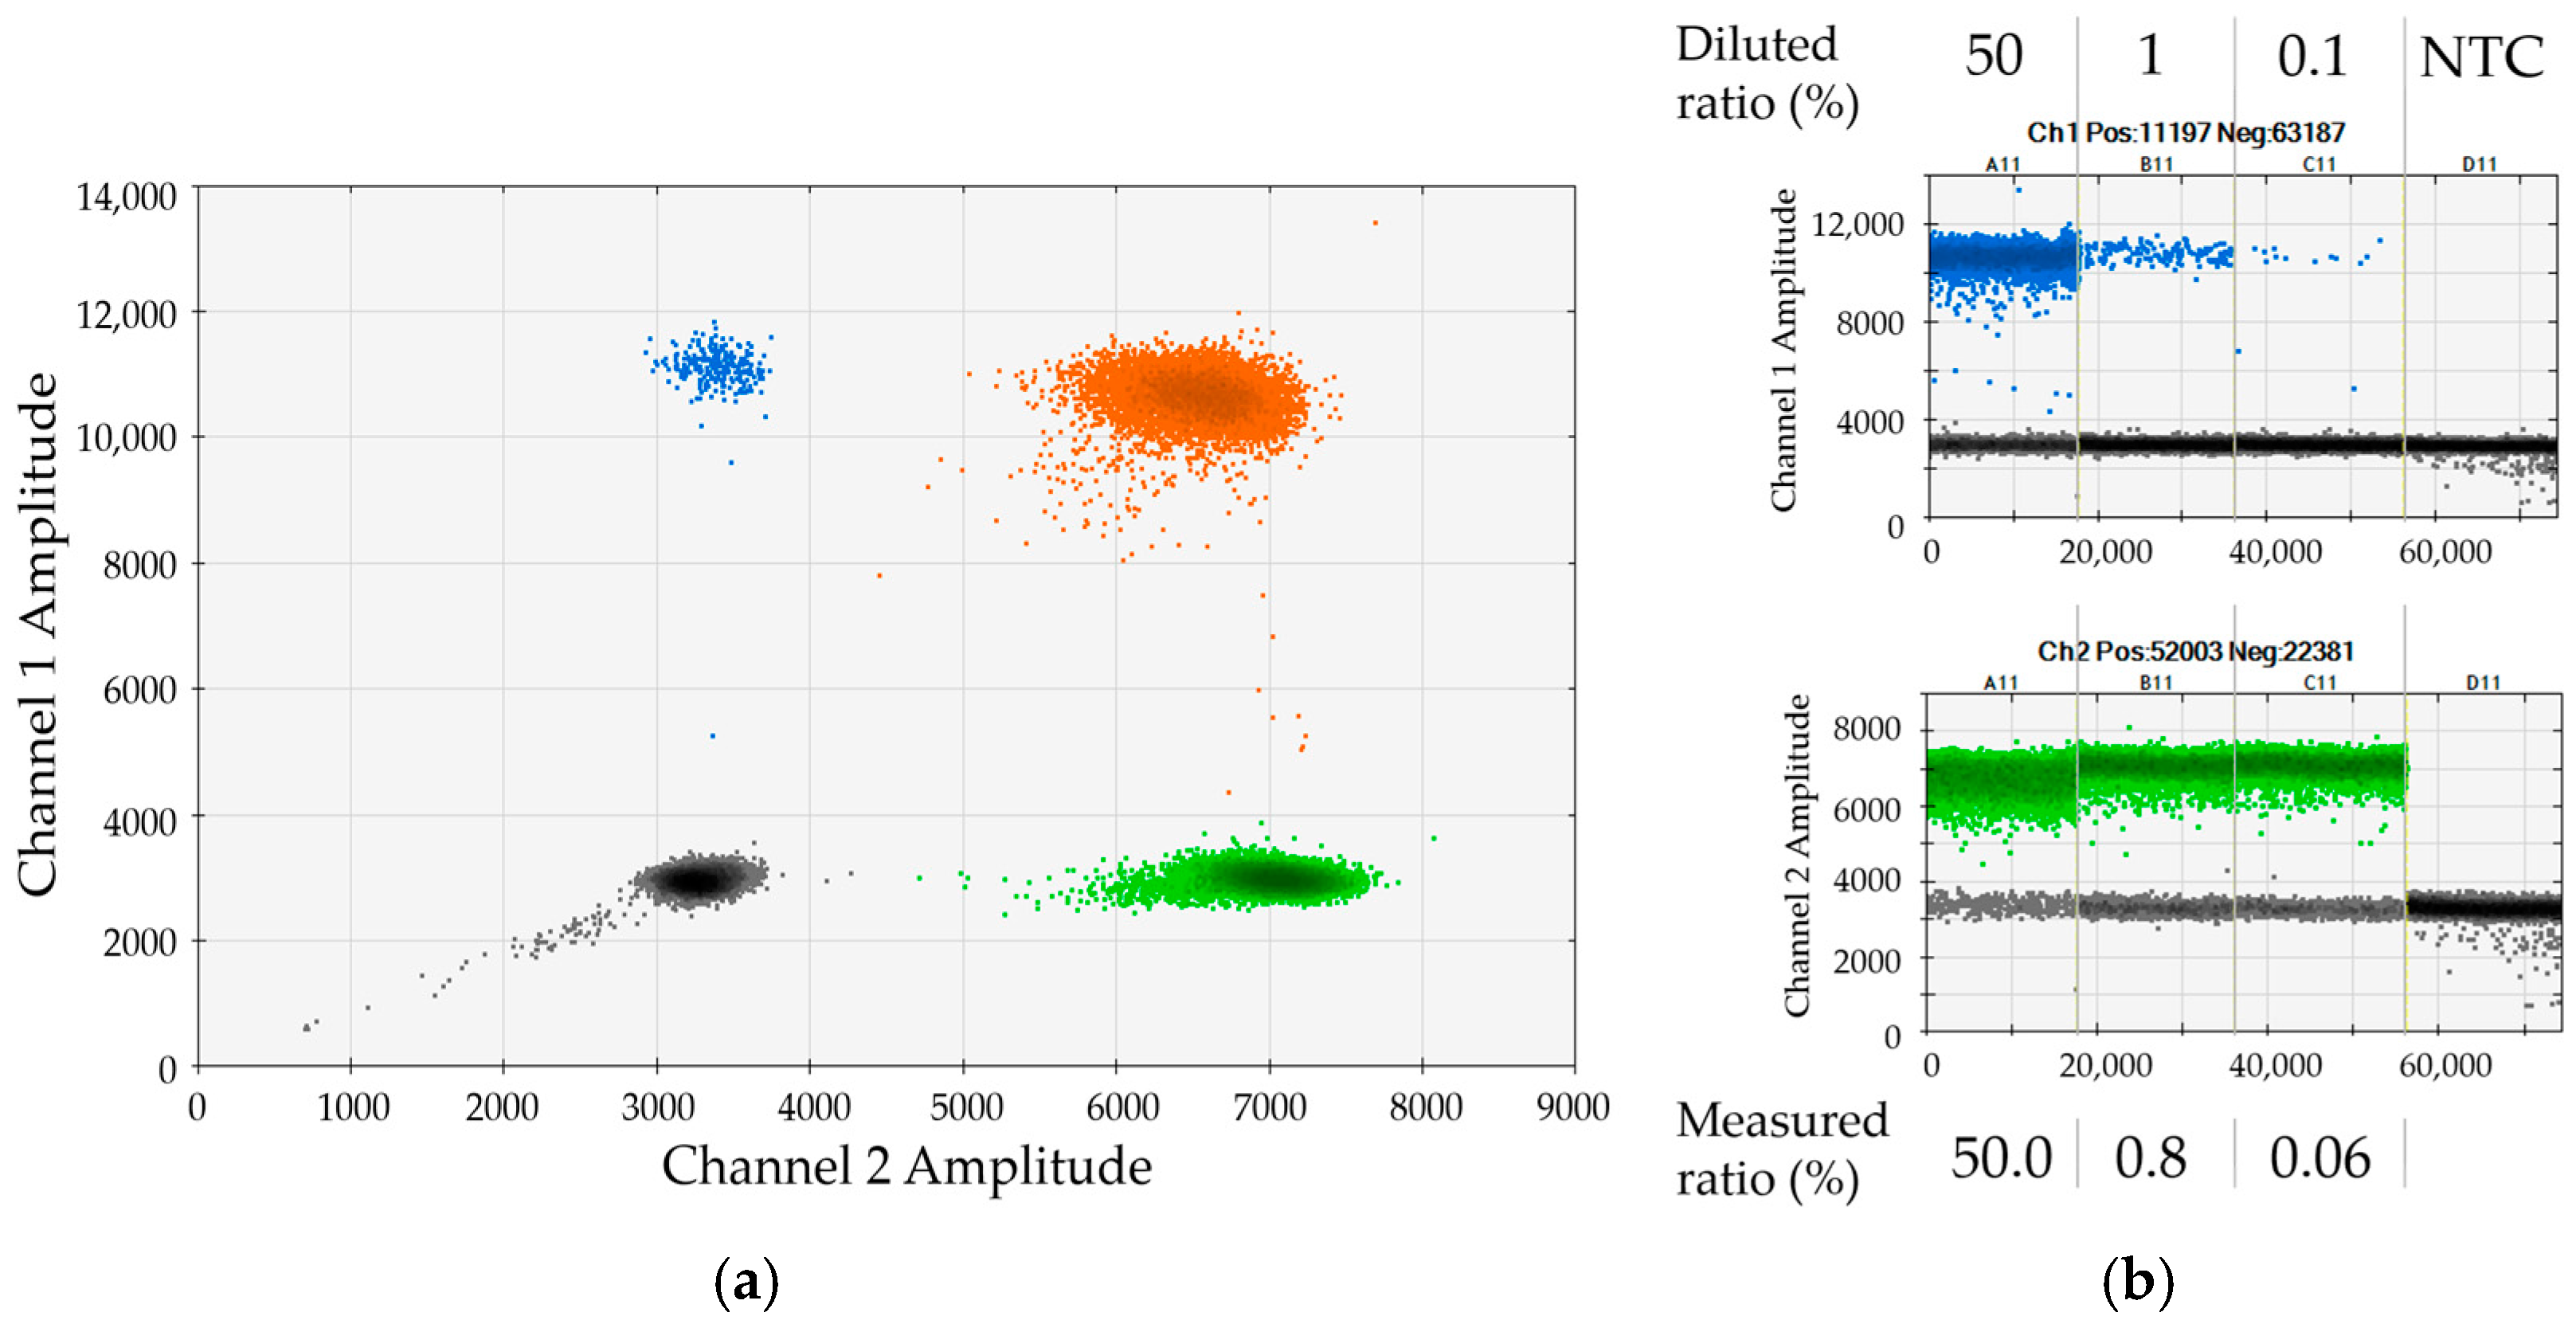 Diluted ratio (%) 50 1 0.1 NTC
Ch1 Pos:11197 Neg:63187
A11 B11 C11 D11
Channel 1 Amplitude
12,000
8000
4000
0
0 20,000 40,000 60,000
Ch2 Pos:52003 Neg:22381
A11 B11 C11 D11
Channel 2 Amplitude
8000
6000
4000
2000
0
0 20,000 40,000 60,000
Measured ratio (%) 50.0 0.8 0.06
(b)
Channel 1 Amplitude
14,000
12,000
10,000
8000
6000
4000
2000
0
0 1000 2000 3000 4000 5000 6000 7000 8000 9000
Channel 2 Amplitude
(a)